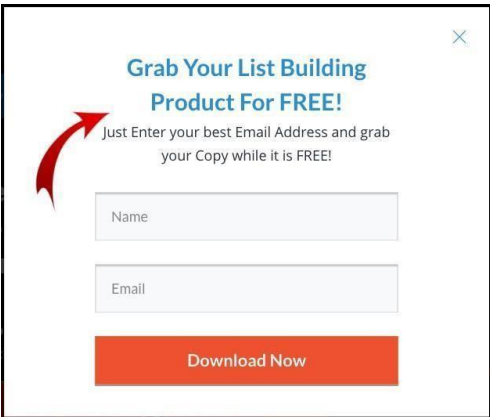 Grab Your List Building
Product For FREE!
Just Enter your best Email Address and grab
your Copy while it is FREE!
Name
Email
Download Now